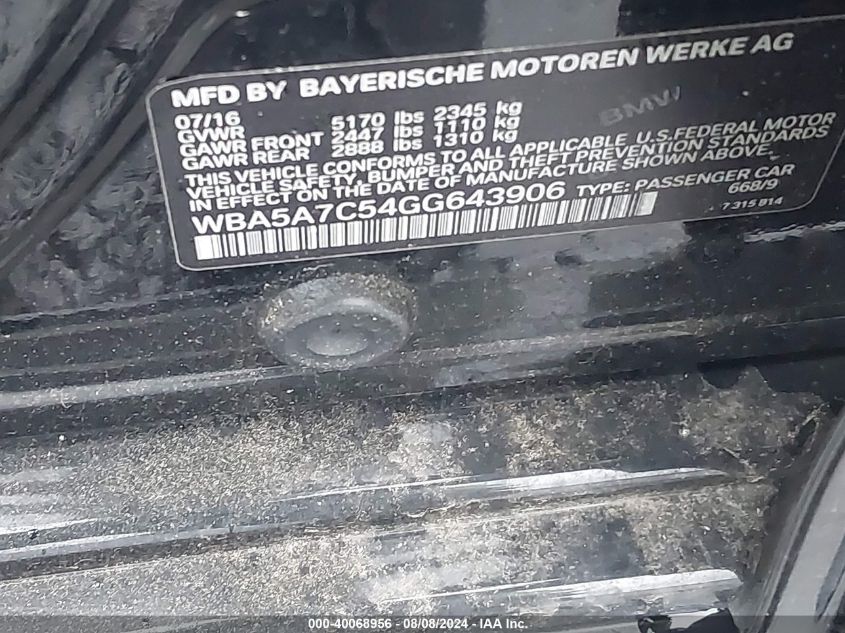 MFD BY BAYERISCHE MOTOREN WERKE AG
07/16
GVWR 5170 lbs 2345 kg
GAWR FRONT 2447 lbs 1110 kg
GAWR REAR 2888 lbs 1310 kg
BMW
THIS VEHICLE CONFORMS TO ALL APPLICABLE U.S.FEDERAL MOTOR
VEHICLE SAFETY, BUMPER AND THEFT PREVENTION STANDARDS
IN EFFECT ON THE DATE OF MANUFACTURE SHOWN ABOVE.
WBA5A7C54GG643906 TYPE: PASSENGER CAR
668/9
7 315 814
000-40068956 - 08/08/2024 - IAA Inc.